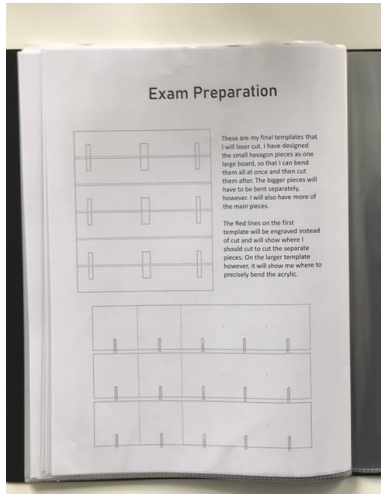 Exam Preparation
These are my final templates that
I will laser cut. I have designed
the small hexagon pieces as one
large board, so that I can bend
them all at once and then cut
them after. The bigger pieces will
have to be bent separately,
however. I will also have more of
the main pieces.
The Red lines on the first
template will be engraved instead
of cut and will show where I
should cut to cut the separate
pieces. On the larger template
however, it will show me where to
precisely bend the acrylic.